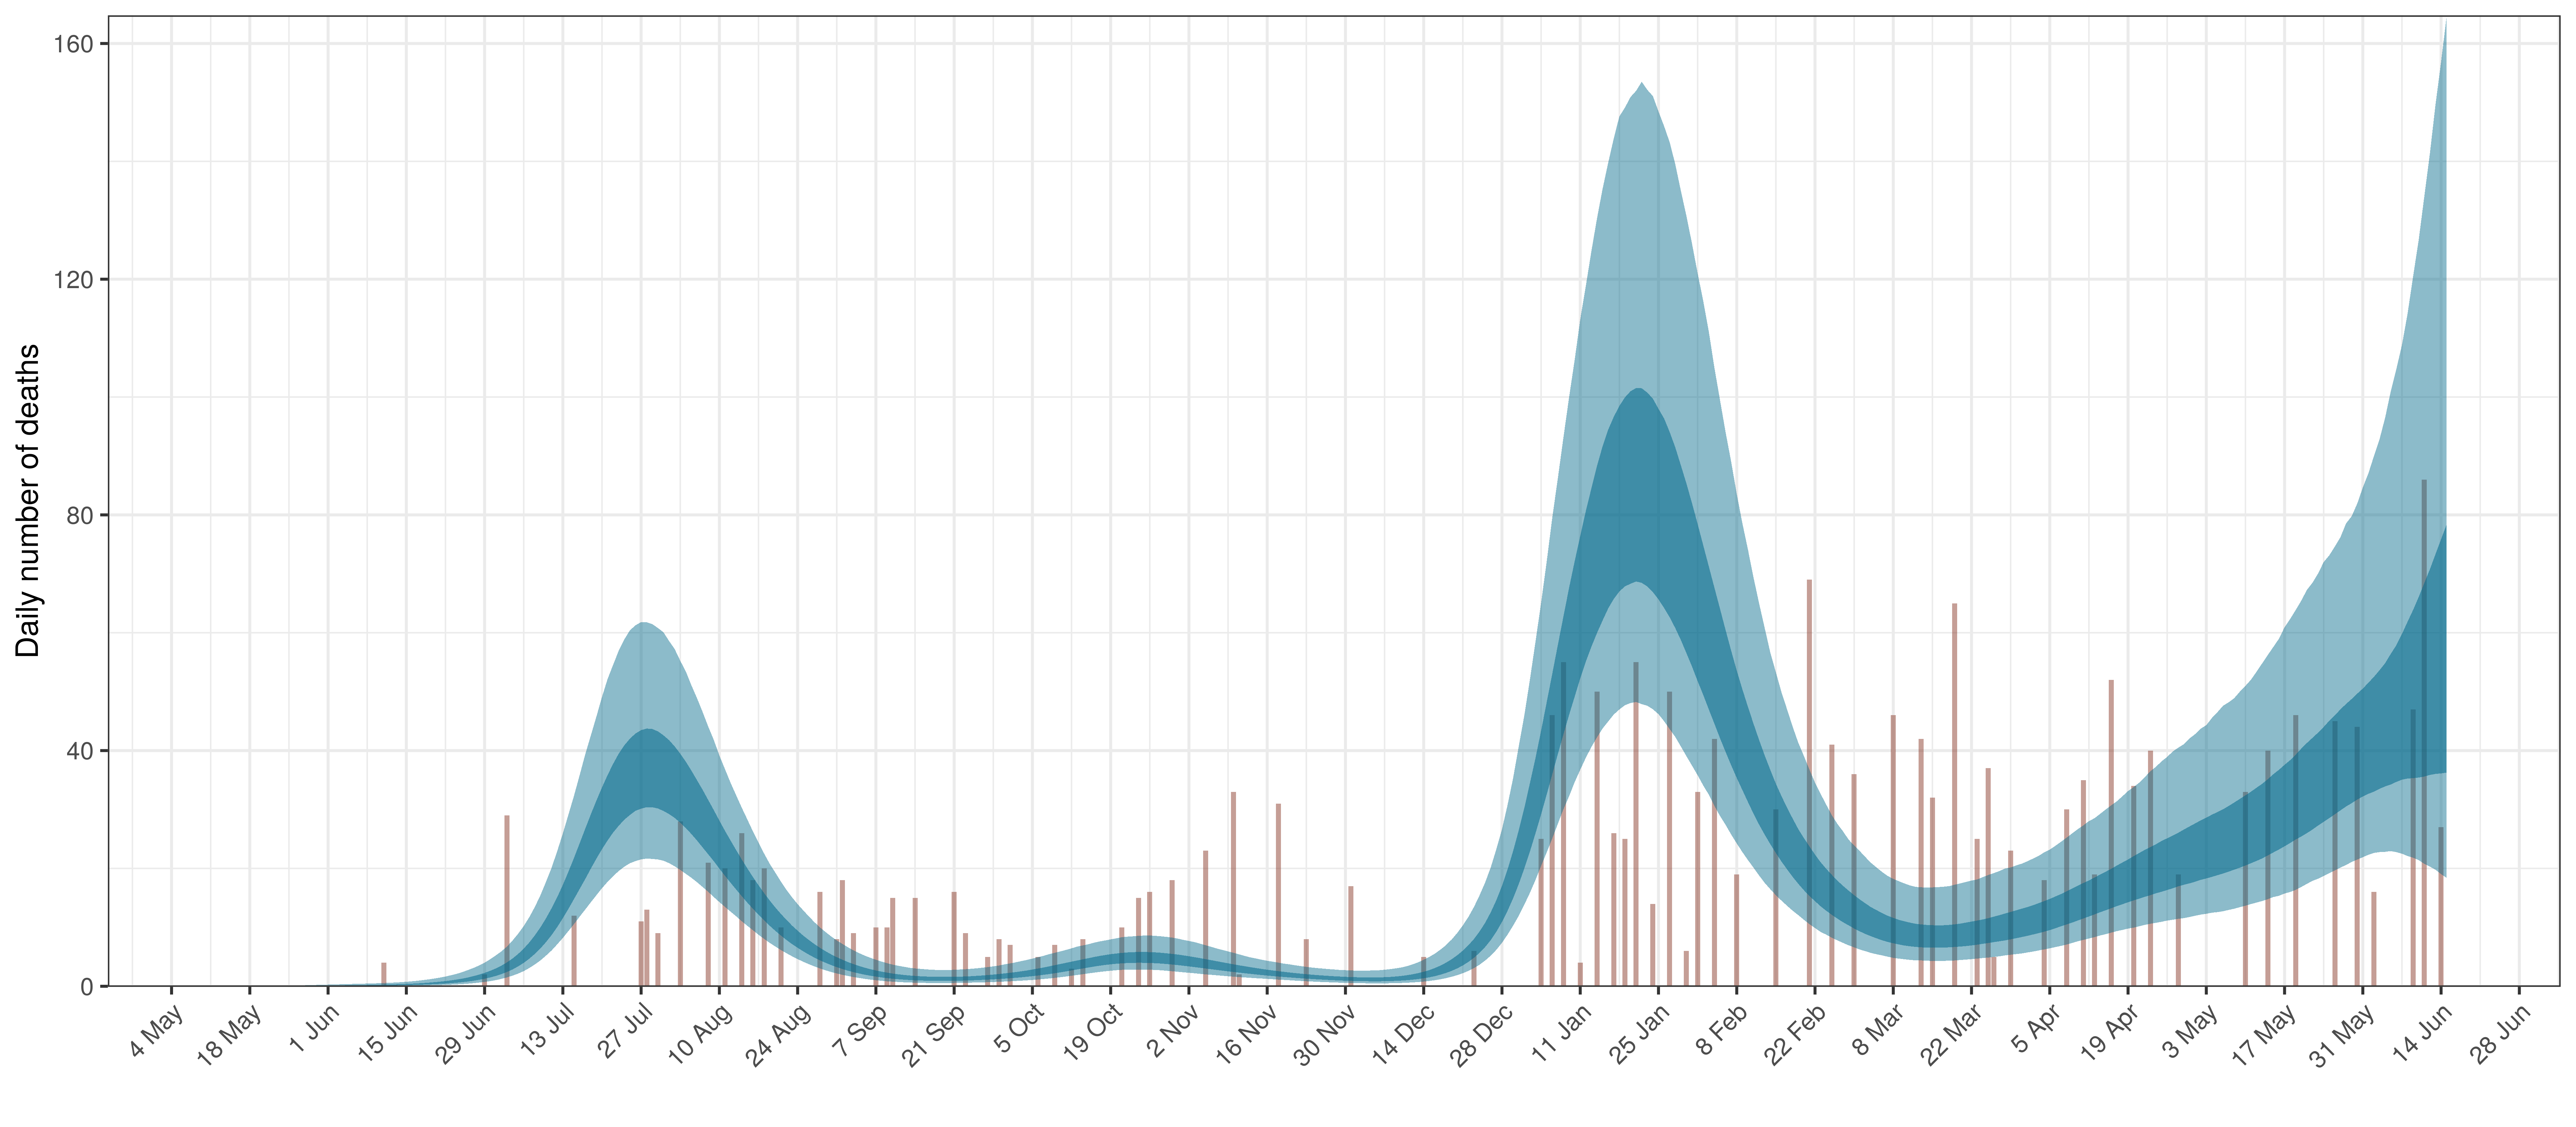 Daily number of deaths
160
120
80
40
0
4 May
18 May
1 Jun
15 Jun
29 Jun
13 Jul
27 Jul
10 Aug
24 Aug
7 Sep
21 Sep
5 Oct
19 Oct
2 Nov
16 Nov
30 Nov
14 Dec
28 Dec
11 Jan
25 Jan
8 Feb
22 Feb
8 Mar
22 Mar
5 Apr
19 Apr
3 May
17 May
31 May
14 Jun
28 Jun